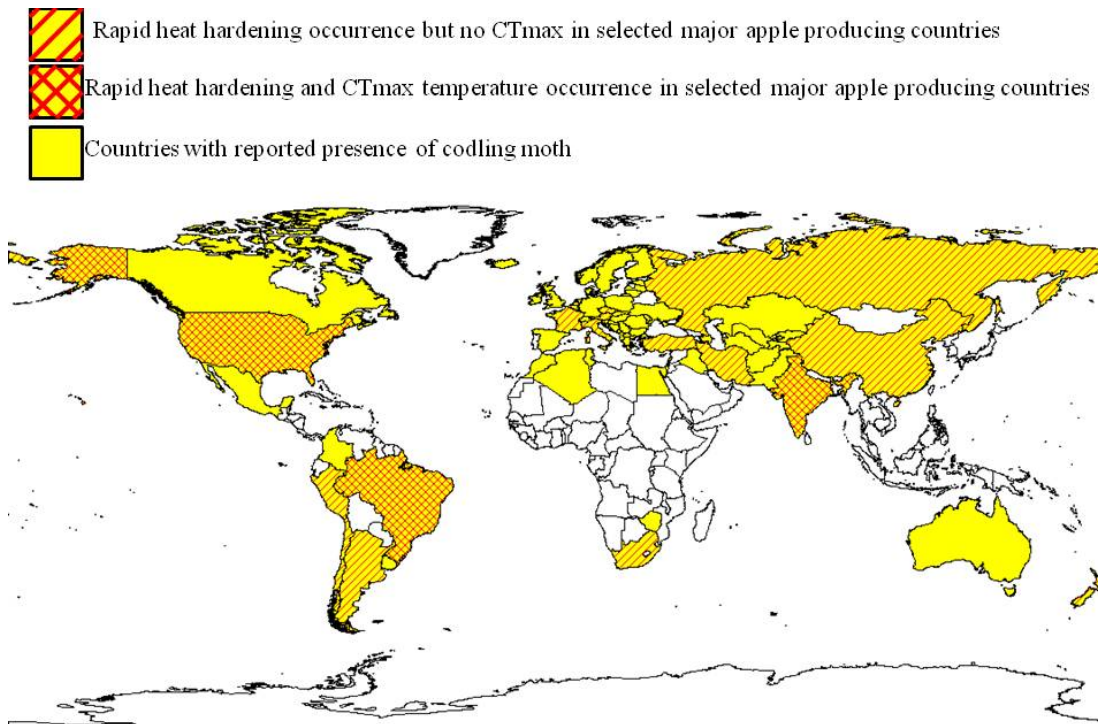 Rapid heat hardening occurrence but no CTmax in selected major apple producing countries
Rapid heat hardening and CTmax temperature occurrence in selected major apple producing countries
Countries with reported presence of codling moth